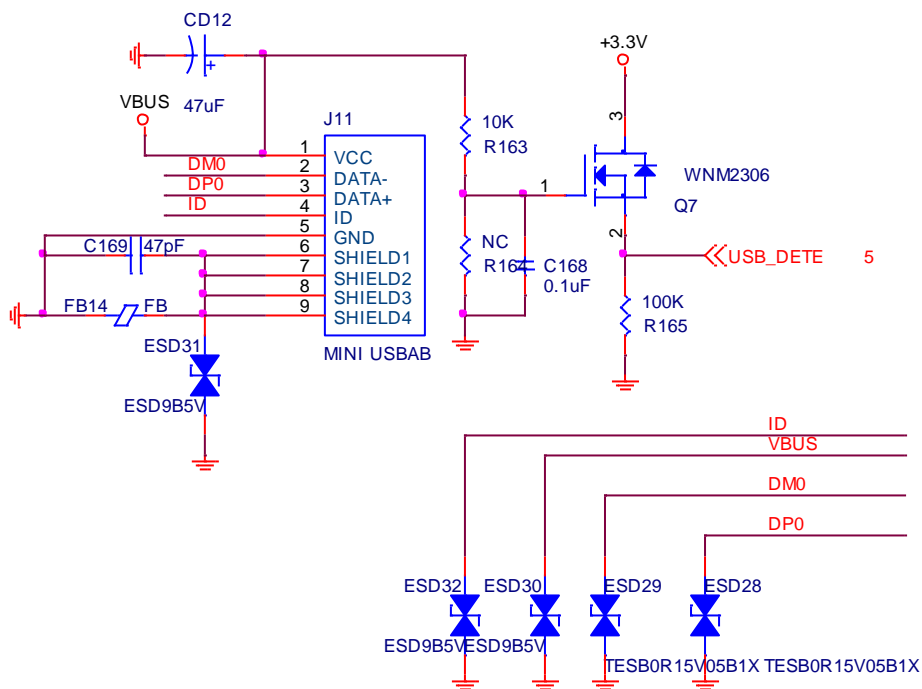 CD12
+3.3V
VBUS
47uF
J11
10K
R163
3
1
VCC
DM0
2
DATA-
DP0
3
DATA+
ID
4
ID
5
GND
C169
47pF
6
SHIELD1
7
SHIELD2
8
SHIELD3
FB14
FB
9
SHIELD4
MINI USBAB
1
WNM2306
Q7
2
NC
R164
C168
0.1uF
USB_DETE
5
100K
R165
ESD31
ESD9B5V
ID
VBUS
DM0
DP0
ESD32
ESD30
ESD29
ESD28
ESD9B5V
ESD9B5V
TESB0R15V05B1X
TESB0R15V05B1X